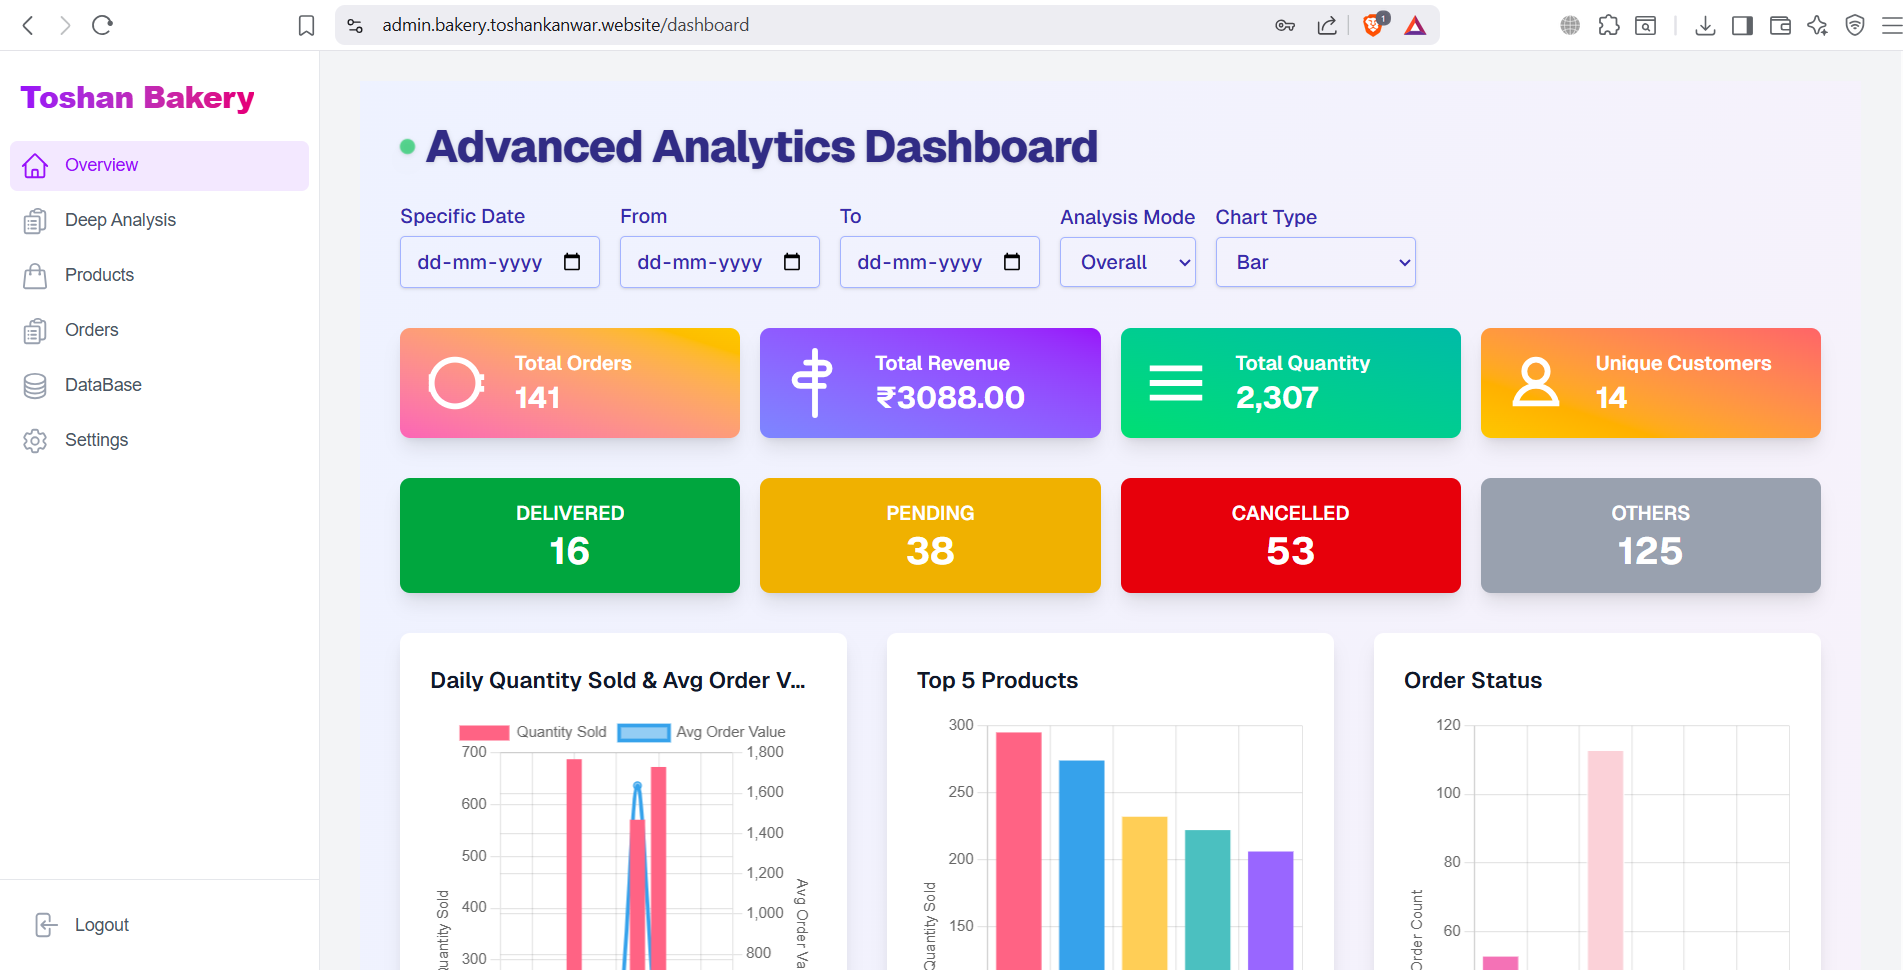 admin.bakery.toshankanwar.website/dashboard
1
Toshan Bakery
Overview
Deep Analysis
Products
Orders
DataBase
Settings
Logout
Advanced Analytics Dashboard
Specific Date From To Analysis Mode Chart Type
dd-mm-yyyy dd-mm-yyyy dd-mm-yyyy Overall Bar
Total Orders
141
Total Revenue
₹3088.00
Total Quantity
2,307
Unique Customers
14
DELIVERED
16
PENDING
38
CANCELLED
53
OTHERS
125
Daily Quantity Sold & Avg Order V...
Quantity Sold Avg Order Value
700
600
500
400
300
1,800
1,600
1,400
1,200
1,000
800
Quantity Sold
Avg Order Va
Top 5 Products
300
250
200
150
Quantity Sold
Order Status
120
100
80
60
Order Count